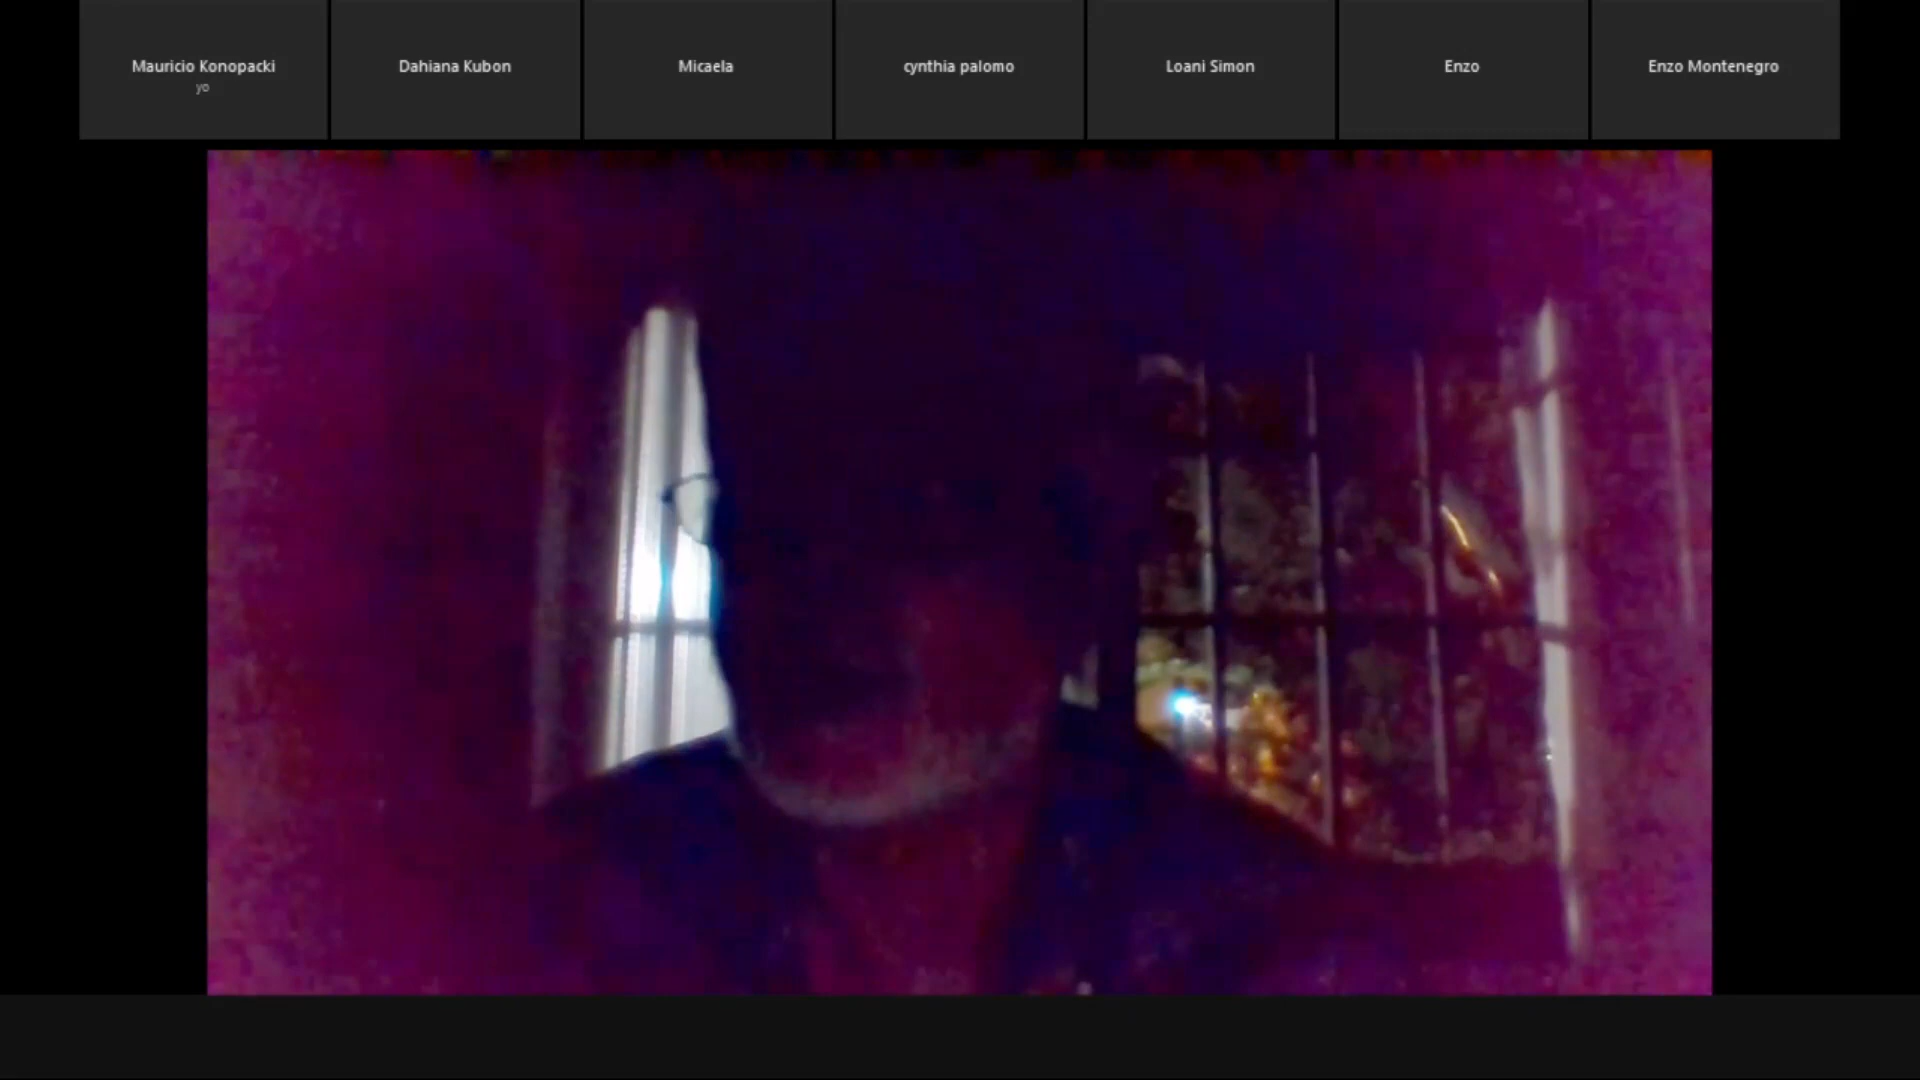 Mauricio Konopacki
yo
Dahiana Kubon
Micaela
cynthia palomo
Loani Simon
Enzo
Enzo Montenegro